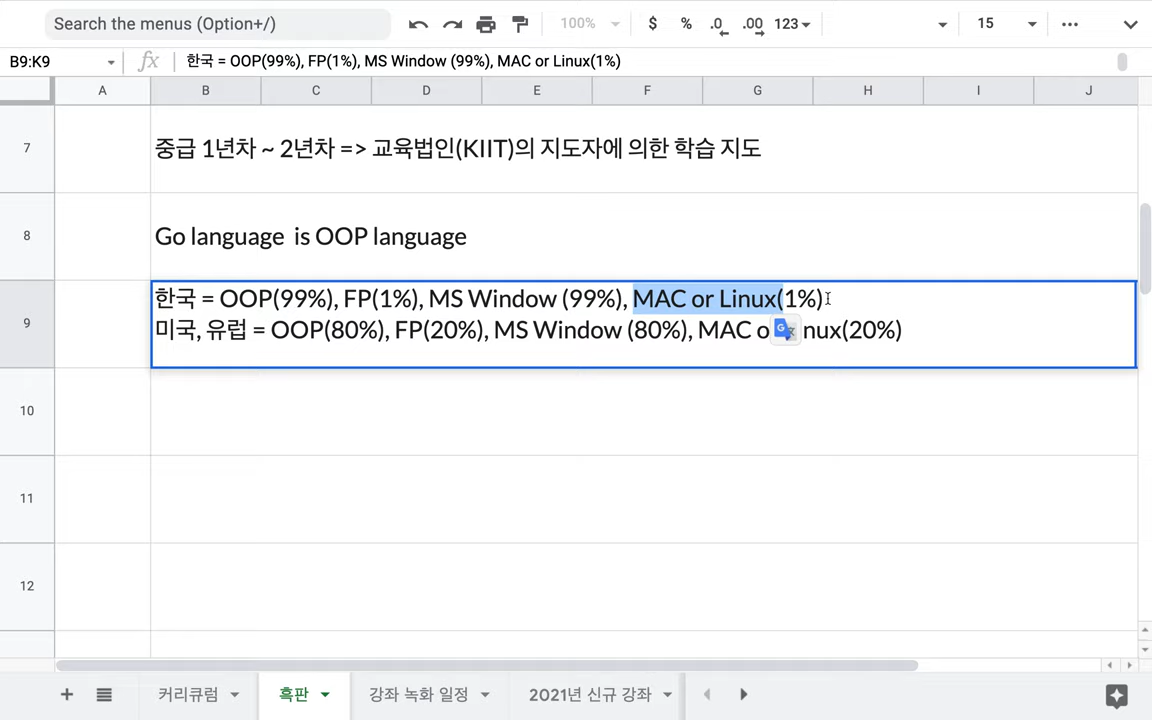 Search the menus (Option+/) 100% $ % .0 .00 123 15
B9:K9 fx 한국 = OOP(99%), FP(1%), MS Window (99%), MAC or Linux(1%)
A B C D E F G H I J
7 중급 1년차 ~ 2년차 => 교육법인(KIIT)의 지도자에 의한 학습 지도
8 Go language is OOP language
한국 = OOP(99%), FP(1%), MS Window (99%), MAC or Linux(1%)
9
미국, 유럽 = OOP(80%), FP(20%), MS Window (80%), MAC o nux(20%)
10
11
12
커리큐럼 흑판 강좌 녹화 일정 2021년 신규 강좌